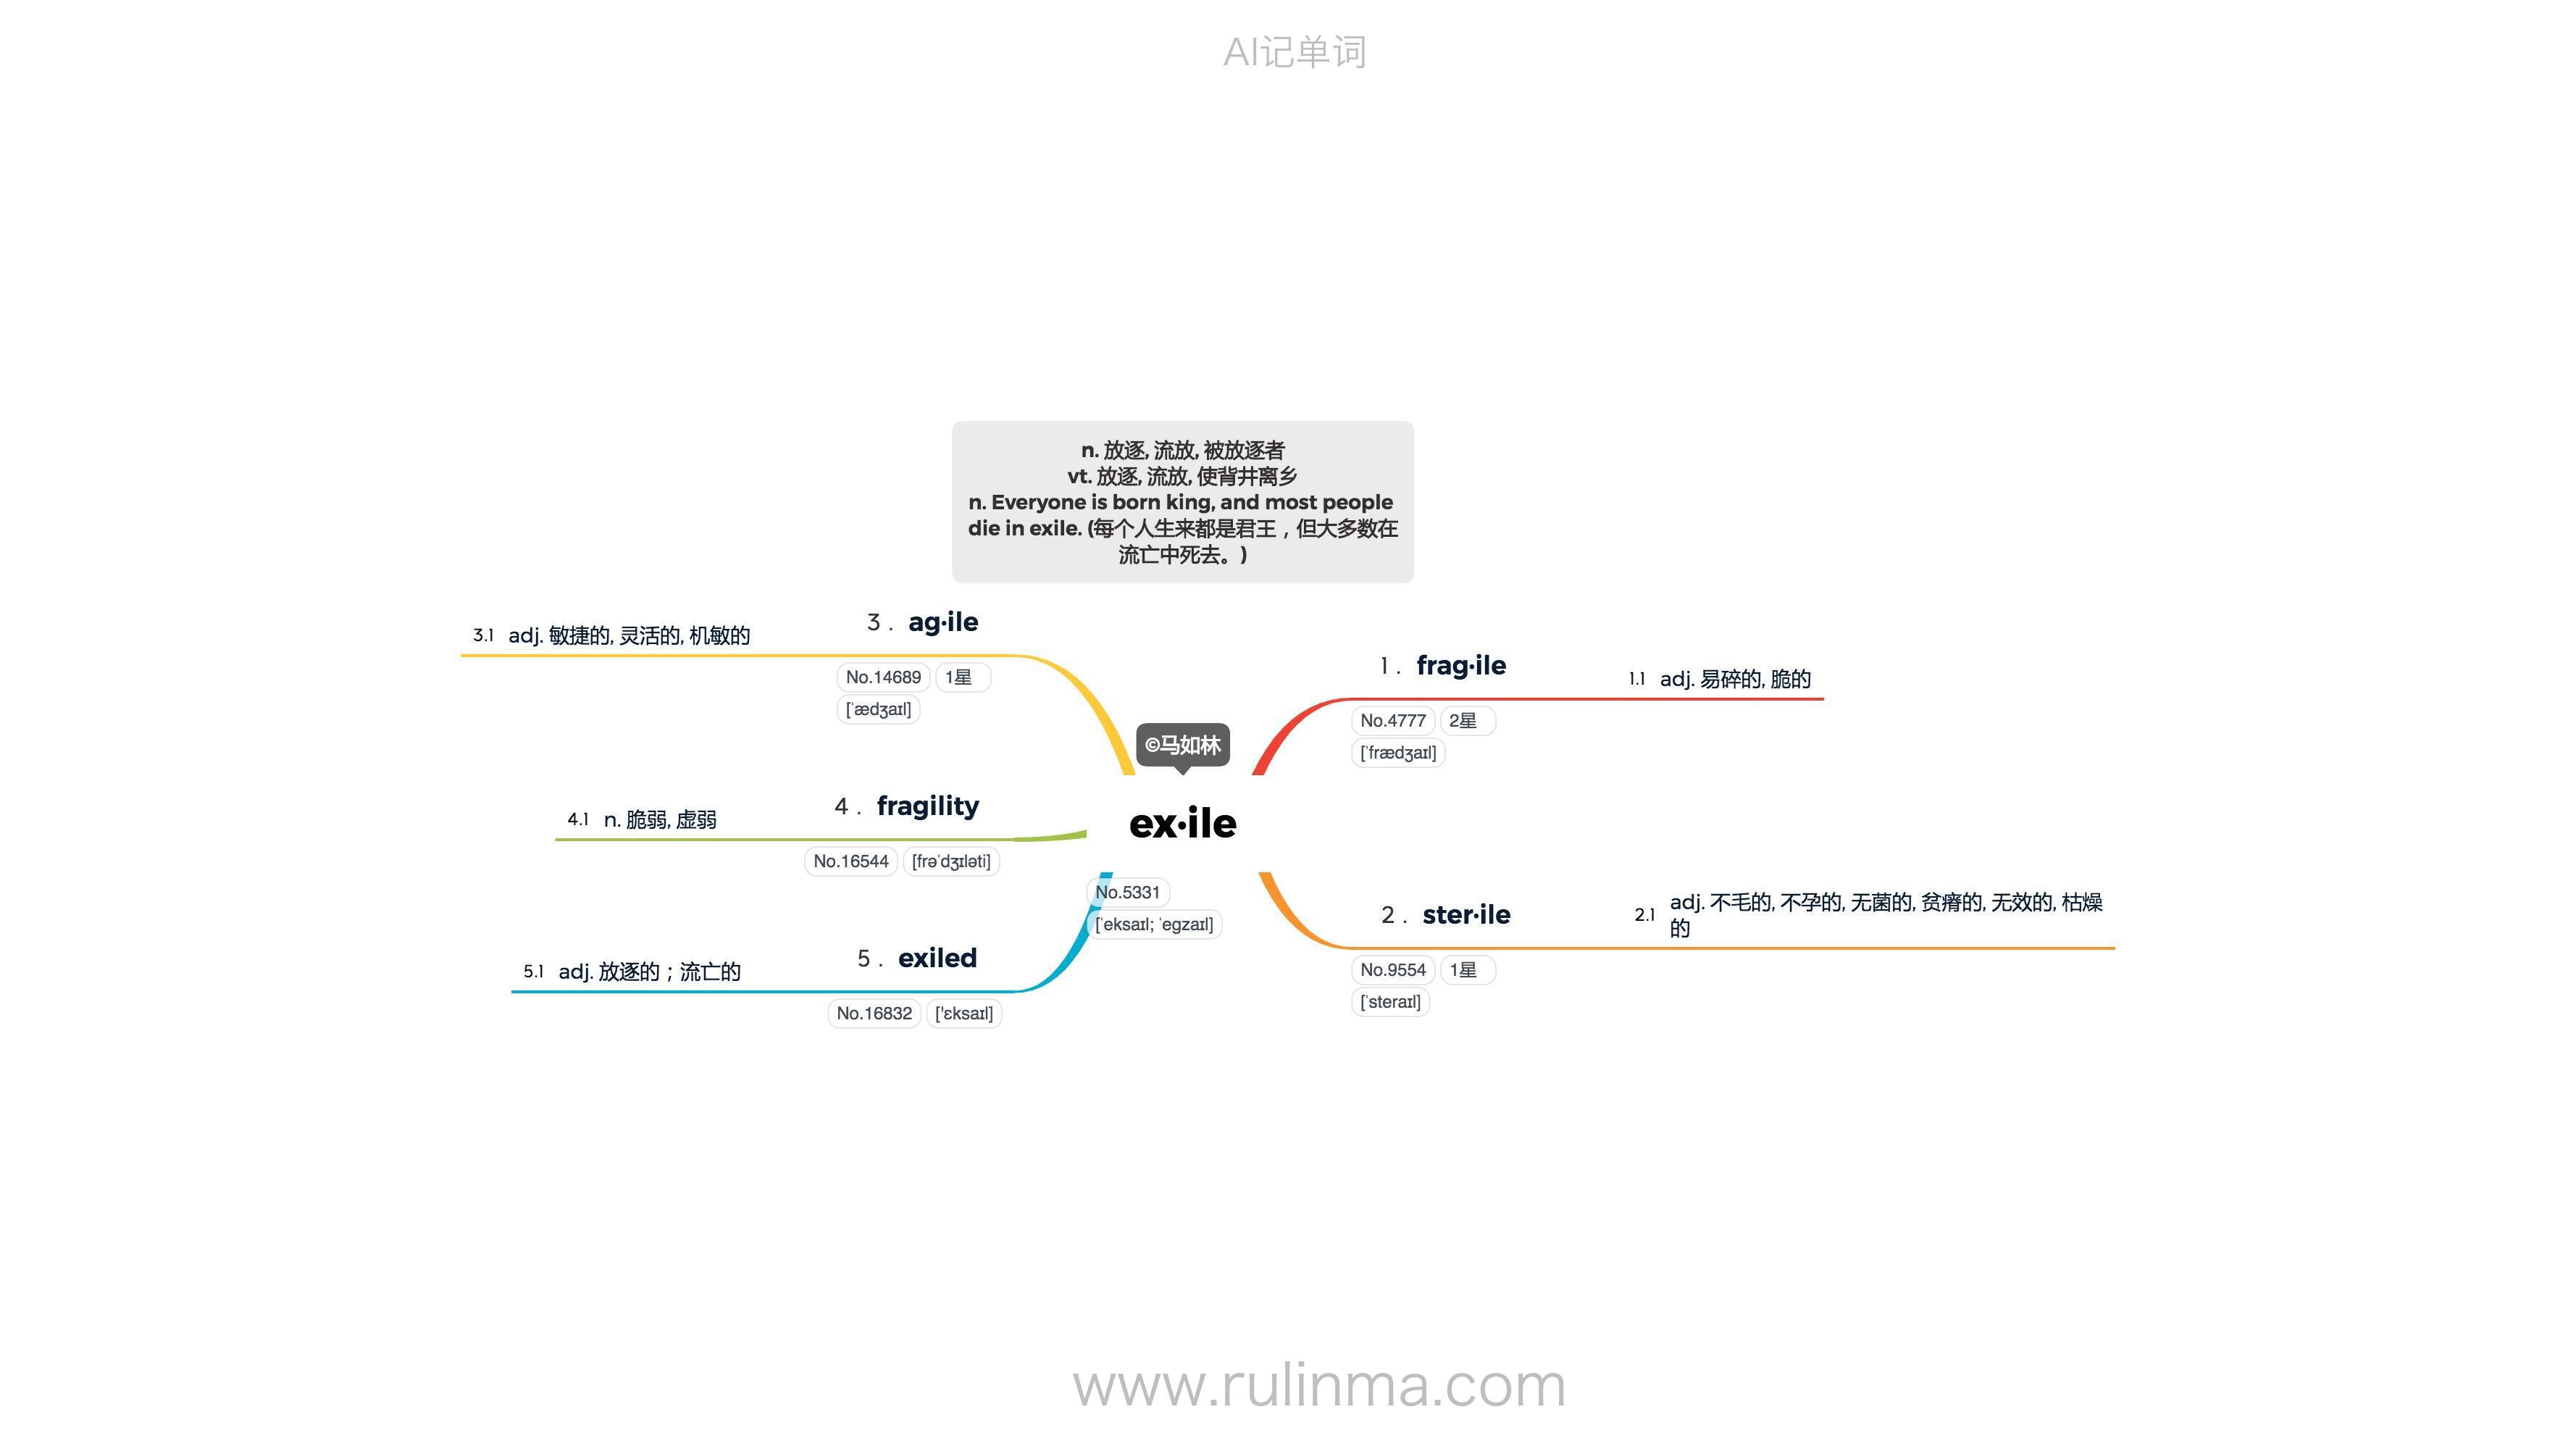 AI记单词
n. 放逐, 流放, 被放逐者
vt. 放逐, 流放, 使背井离乡
n. Everyone is born king, and most people
die in exile. (每个人生来都是君王，但大多数在
流亡中死去。)
©马如林
ex·ile
No.5331
[ˈeksaɪl; ˈegzaɪl]
1． frag·ile
No.4777 2星
[ˈfrædʒaɪl]
1.1 adj. 易碎的, 脆的
2． ster·ile
No.9554 1星
[ˈsteraɪl]
2.1 adj. 不毛的, 不孕的, 无菌的, 贫瘠的, 无效的, 枯燥
的
3． ag·ile
No.14689 1星
[ˈædʒaɪl]
3.1 adj. 敏捷的, 灵活的, 机敏的
4． fragility
No.16544 [frəˈdʒɪləti]
4.1 n. 脆弱, 虚弱
5． exiled
No.16832 ['ɛksaɪl]
5.1 adj. 放逐的；流亡的
www.rulinma.com